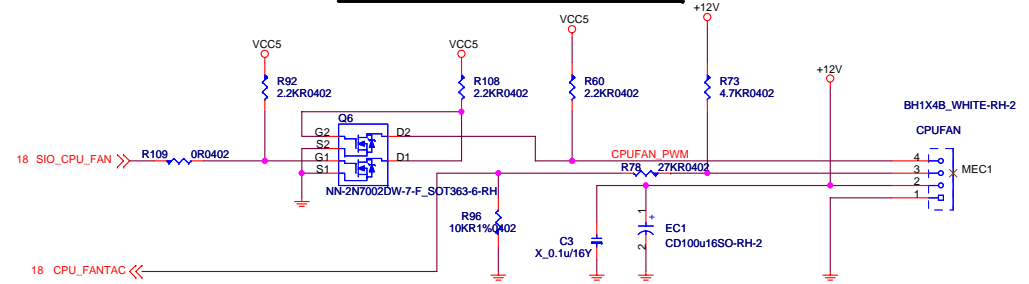 +12V
VCC5
VCC5
VCC5
+12V
R92
2.2KR0402
R108
2.2KR0402
R60
2.2KR0402
R73
4.7KR0402
BH1X4B_WHITE-RH-2
CPUFAN
Q6
G2
S2
G1
S1
D2
D1
18 SIO_CPU_FAN
R109
0R0402
CPUFAN_PWM
R78
27KR0402
4
3
2
1
MEC1
NN-2N7002DW-7-F_SOT363-6-RH
R96
10KR1%0402
C3
X_0.1u/16Y
1
+
2
EC1
CD100u16SO-RH-2
18 CPU_FANTAC